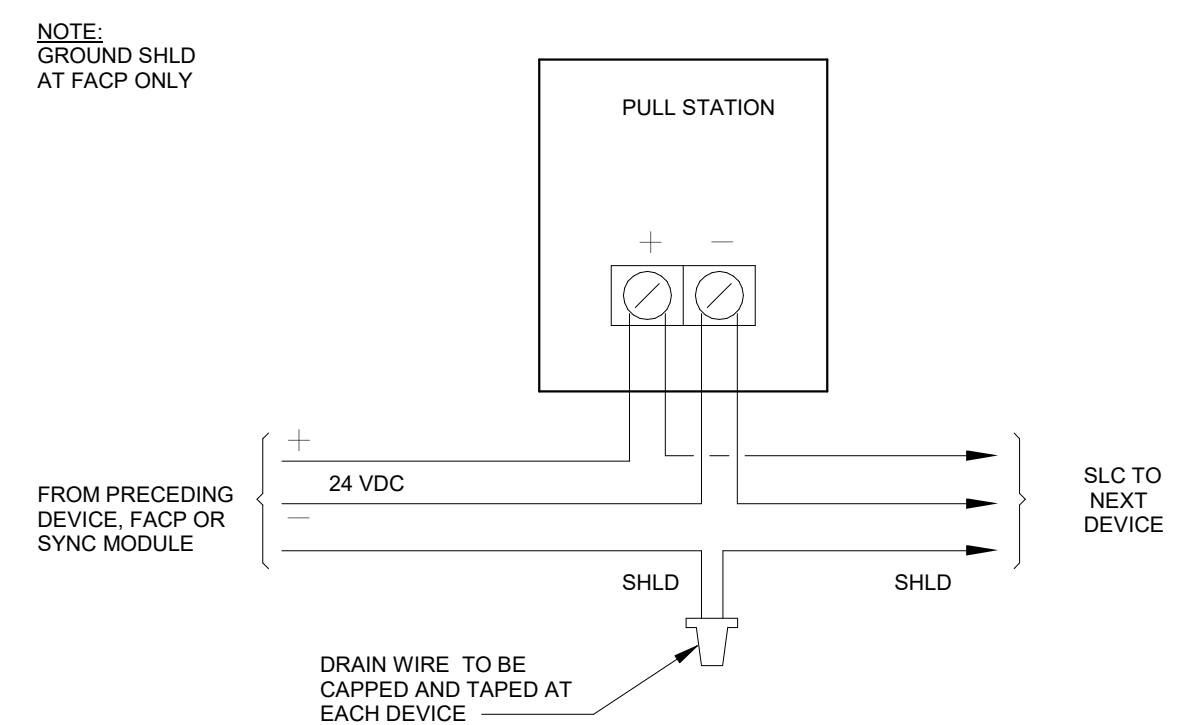 NOTE:
GROUND SHLD
AT FACP ONLY
PULL STATION
+ —
+
24 VDC
—
FROM PRECEDING
DEVICE, FACP OR
SYNC MODULE
SLC TO
NEXT
DEVICE
SHLD
SHLD
DRAIN WIRE TO BE
CAPPED AND TAPED AT
EACH DEVICE